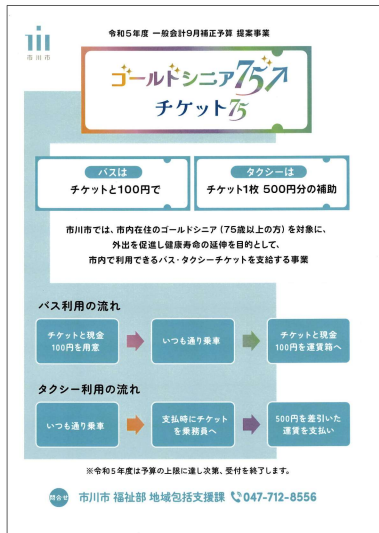 市川市
令和5年度 一般会計9月補正予算 提案事業
ゴールドシニア75
チケット75
バスは
チケットと100円で
タクシーは
チケット1枚 500円分の補助
市川市では、市内在住のゴールドシニア(75歳以上の方)を対象に、
外出を促進し健康寿命の延伸を目的として、
市内で利用できるバス・タクシーチケットを支給する事業
バス利用の流れ
チケットと現金
100円を用意
いつも通り乗車
チケットと現金
100円を運賃箱へ
タクシー利用の流れ
いつも通り乗車
支払時にチケット
を乗務員へ
500円を差引いた
運賃を支払い
※令和5年度は予算の上限に達し次第、受付を終了します。
問合せ 市川市 福祉部 地域包括支援課 047-712-8556